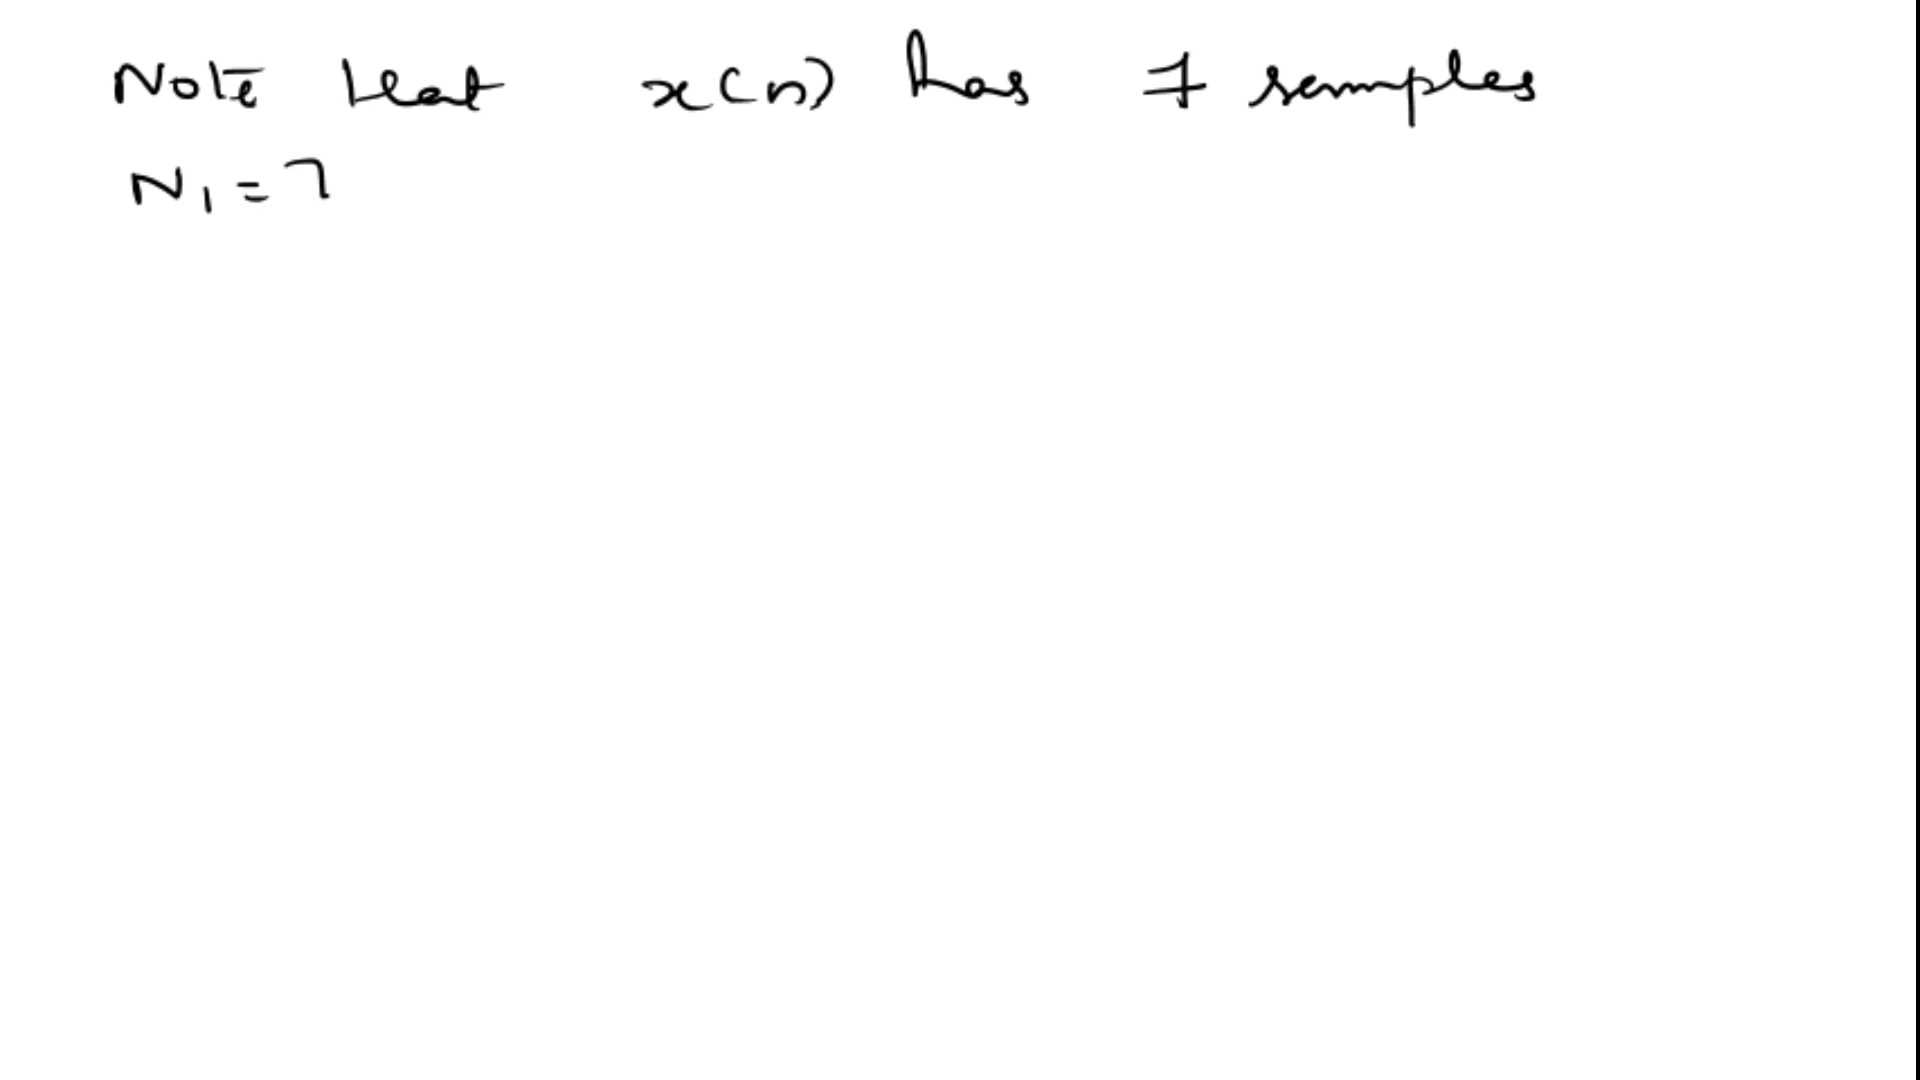 Note that x(n) has 7 samples
N₁ = 7